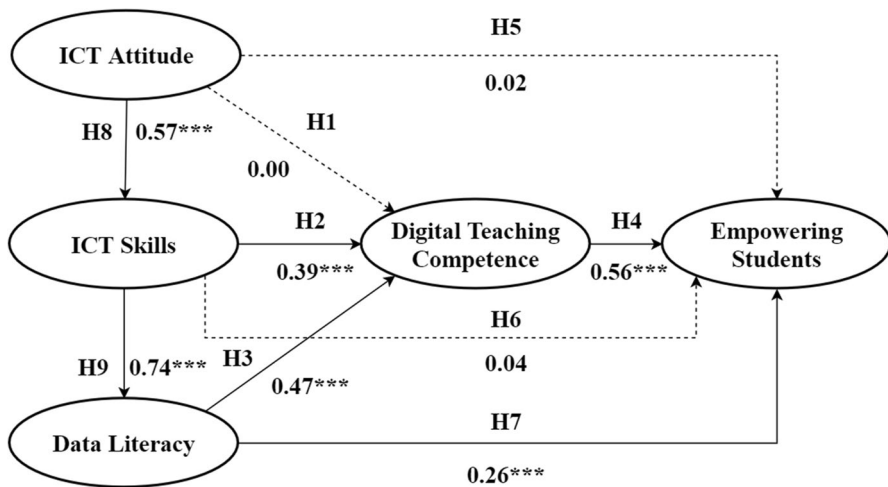 H5
ICT Attitude
0.02
H1
H8
0.57***
0.00
H2
H4
ICT Skills
Digital Teaching
Competence
Empowering
Students
0.39***
0.56***
H6
H3
H9
0.74***
0.04
0.47***
H7
Data Literacy
0.26***